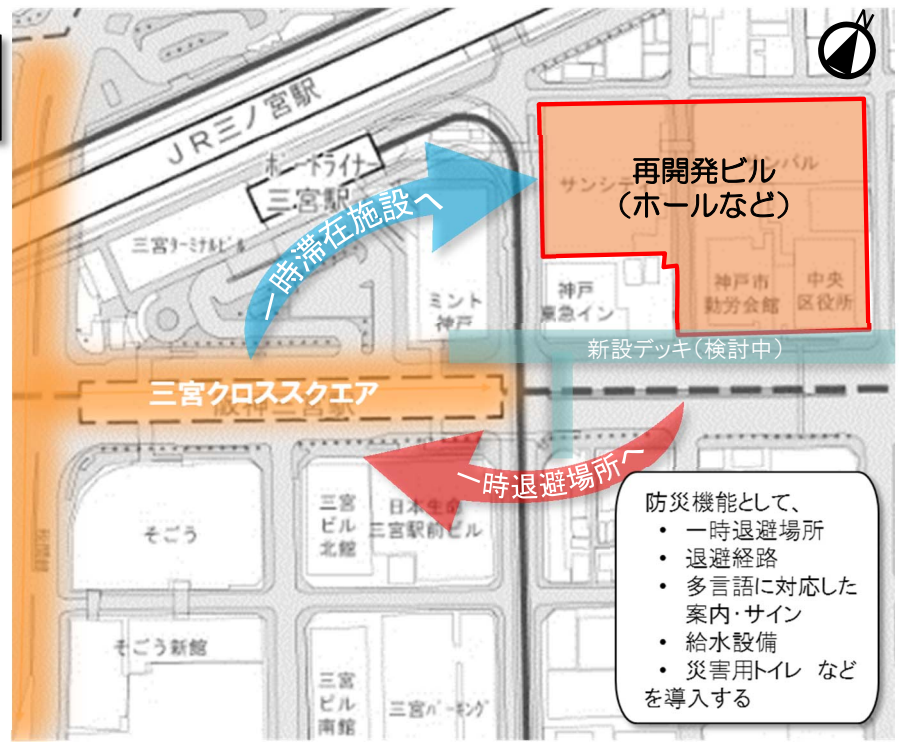 N
JR三ノ宮駅
ポートライナー
三宮駅
三宮ターミナルビル
一時滞在施設へ
ミント
神戸
サンシティ
サンパル
再開発ビル
（ホールなど）
神戸
東急イン
神戸市
勤労会館
中央
区役所
新設デッキ（検討中）
三宮クロススクエア
阪神三宮駅
一時退避場所へ
そごう
三宮
ビル
北館
日本生命
三宮駅前ビル
そごう新館
三宮
ビル
南館
三宮パーキング
防災機能として、
・ 一時退避場所
・ 退避経路
・ 多言語に対応した
案内・サイン
・ 給水設備
・ 災害用トイレ など
を導入する